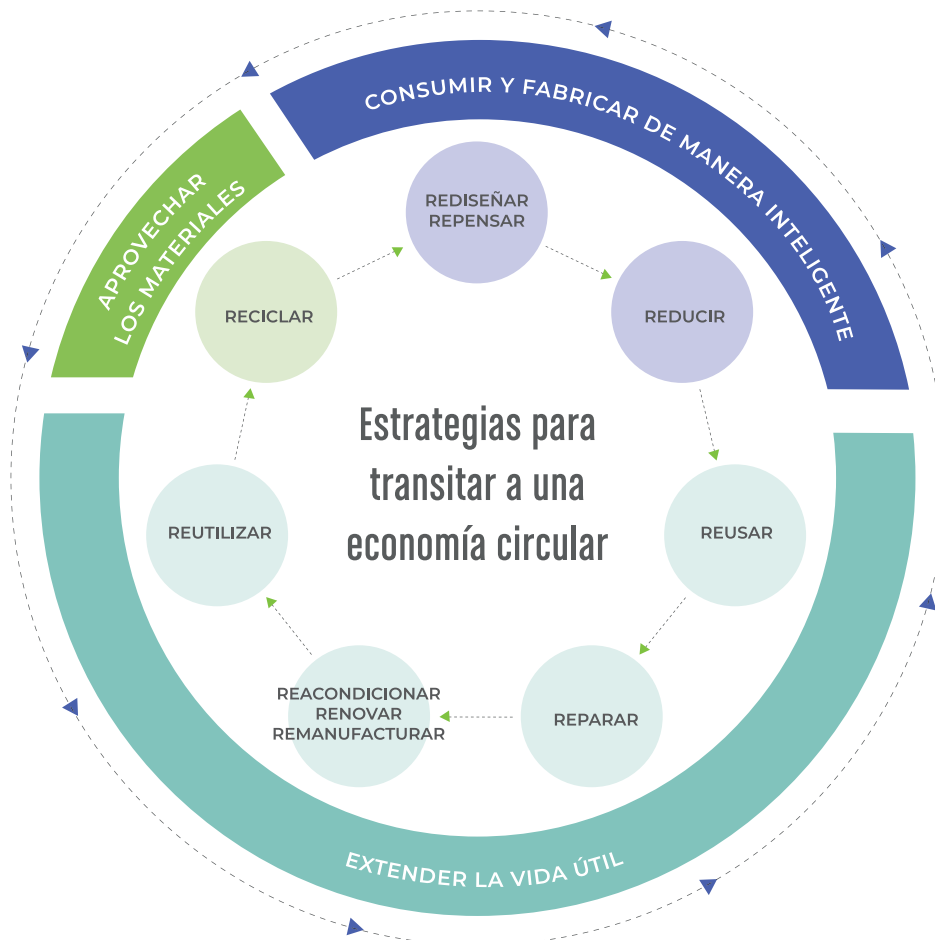 CONSUMIR Y FABRICAR DE MANERA INTELIGENTE
APROVECHAR
LOS MATERIALES
REDISEÑAR
REPENSAR
RECICLAR
REDUCIR
Estrategias para
transitar a una
economía circular
REUTILIZAR
REUSAR
REACONDICIONAR
RENOVAR
REMANUFACTURAR
REPARAR
EXTENDER LA VIDA ÚTIL